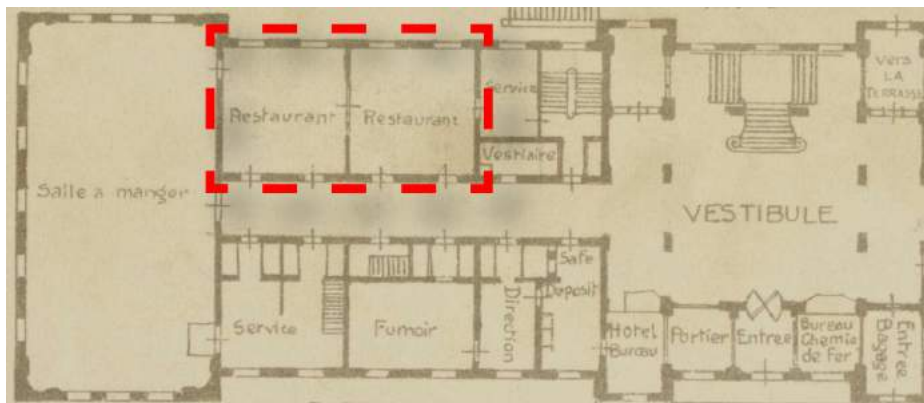 Restaurant
Restaurant
Service
Vestiaire
Vers
LA
TERRASSE
Salle a manger
VESTIBULE
Service
Fumoir
Direction
Safe
Deposit
Hotel
Bureau
Portier
Entree
Bureau
Chemin
de Fer
Entree
Bagage